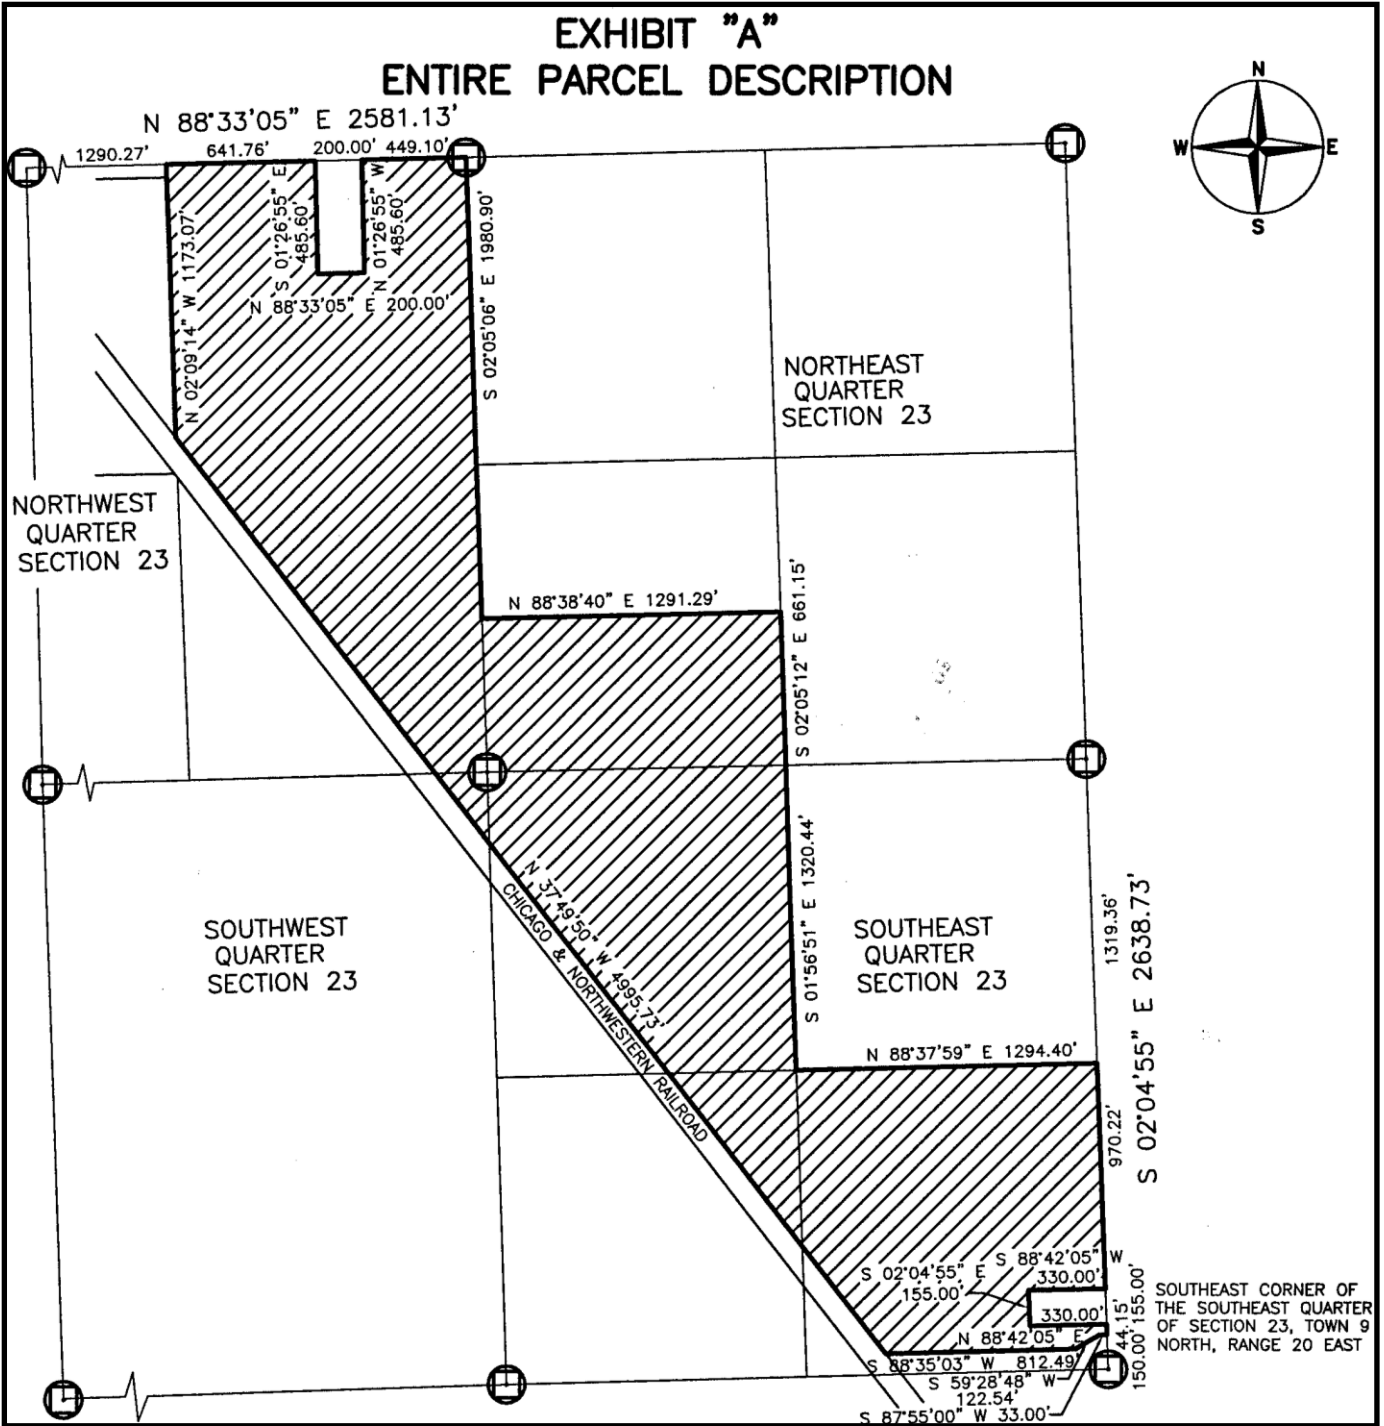 EXHIBIT "A"
ENTIRE PARCEL DESCRIPTION
N 88°33'05" E 2581.13'
1290.27'
641.76'
200.00'
449.10'
N
W
E
S
N 02°09'14" W 1173.07'
S 01°26'55" E
485.60'
N 01°26'55" W
485.60'
N 88°33'05" E 200.00'
S 02°05'06" E 1980.90'
NORTHEAST
QUARTER
SECTION 23
NORTHWEST
QUARTER
SECTION 23
N 88°38'40" E 1291.29'
S 02°05'12" E 661.15'
S 01°56'51" E 1320.44'
N 37°49'50" W 4995.73'
CHICAGO & NORTHWESTERN RAILROAD
SOUTHWEST
QUARTER
SECTION 23
SOUTHEAST
QUARTER
SECTION 23
1319.36'
S 02°04'55" E 2638.73'
N 88°37'59" E 1294.40'
970.22'
S 88°42'05" W
330.00'
S 02°04'55" E
155.00'
330.00'
N 88°42'05" E
155.00'
44.15'
150.00'
SOUTHEAST CORNER OF
THE SOUTHEAST QUARTER
OF SECTION 23, TOWN 9
NORTH, RANGE 20 EAST
S 88°35'03" W 812.49'
S 59°28'48" W
122.54'
S 87°55'00" W 33.00'